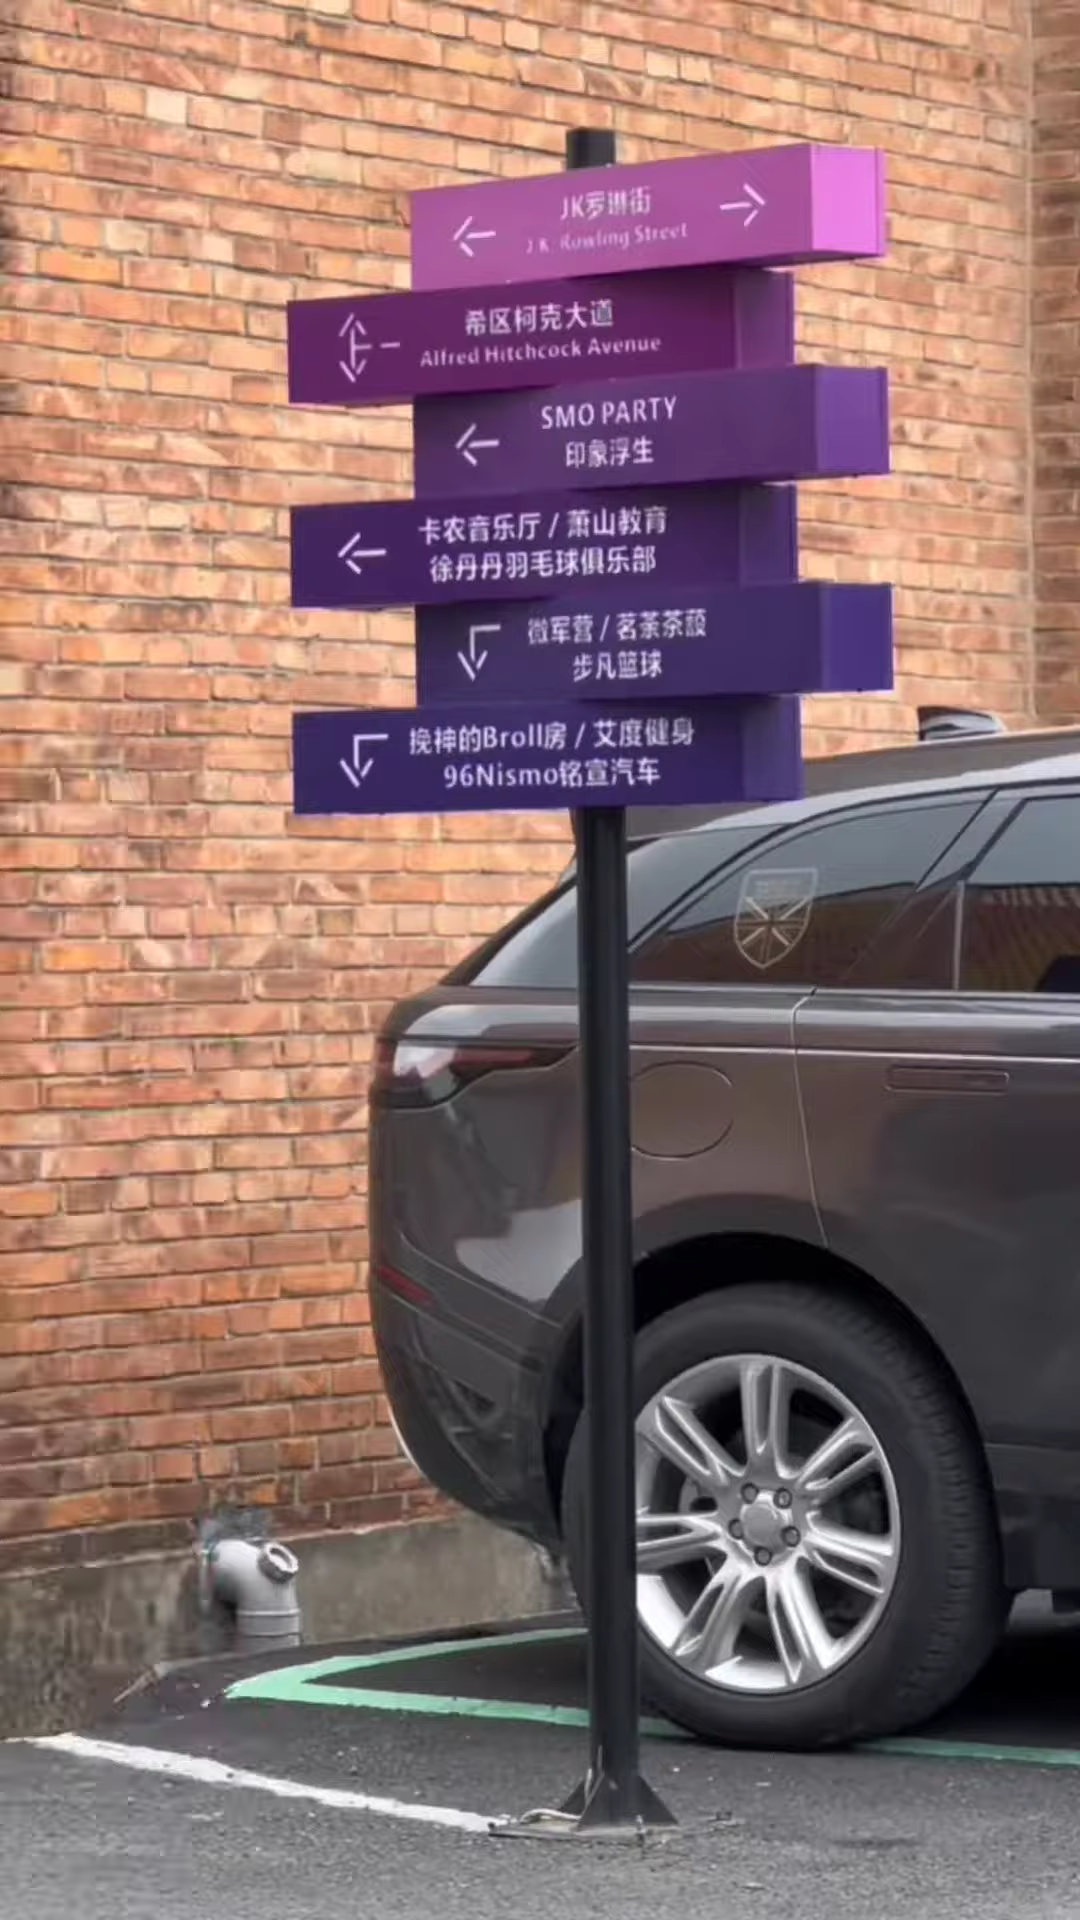 JK罗琳街
J.K. Rowling Street
希区柯克大道
Alfred Hitchcock Avenue
SMO PARTY
印象浮生
卡农音乐厅 / 萧山教育
徐丹丹羽毛球俱乐部
微军营 / 茗荼茶
步凡篮球
挽神的Broll房 / 艾度健身
96Nismo铭宣汽车